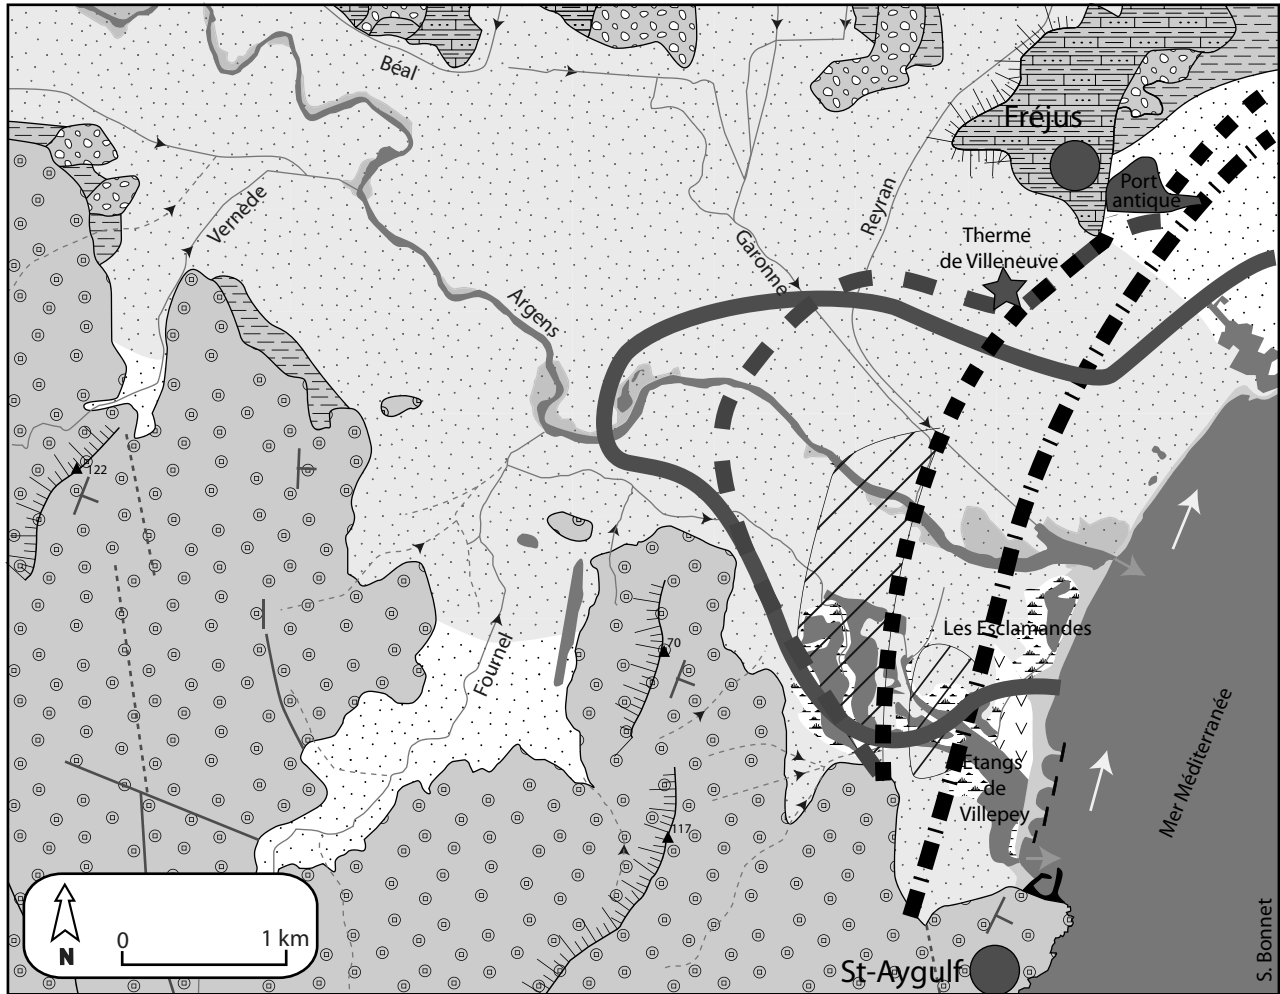 Béal
Fréjus
Port
antique
Vernède
Reyran
Garonne
Therme
de Villeneuve
Argens
122
Les Esclamandes
70
Fournel
Etangs
de
Villepey
Mer Méditerranée
117
0
1 km
N
St-Aygulf
S. Bonnet